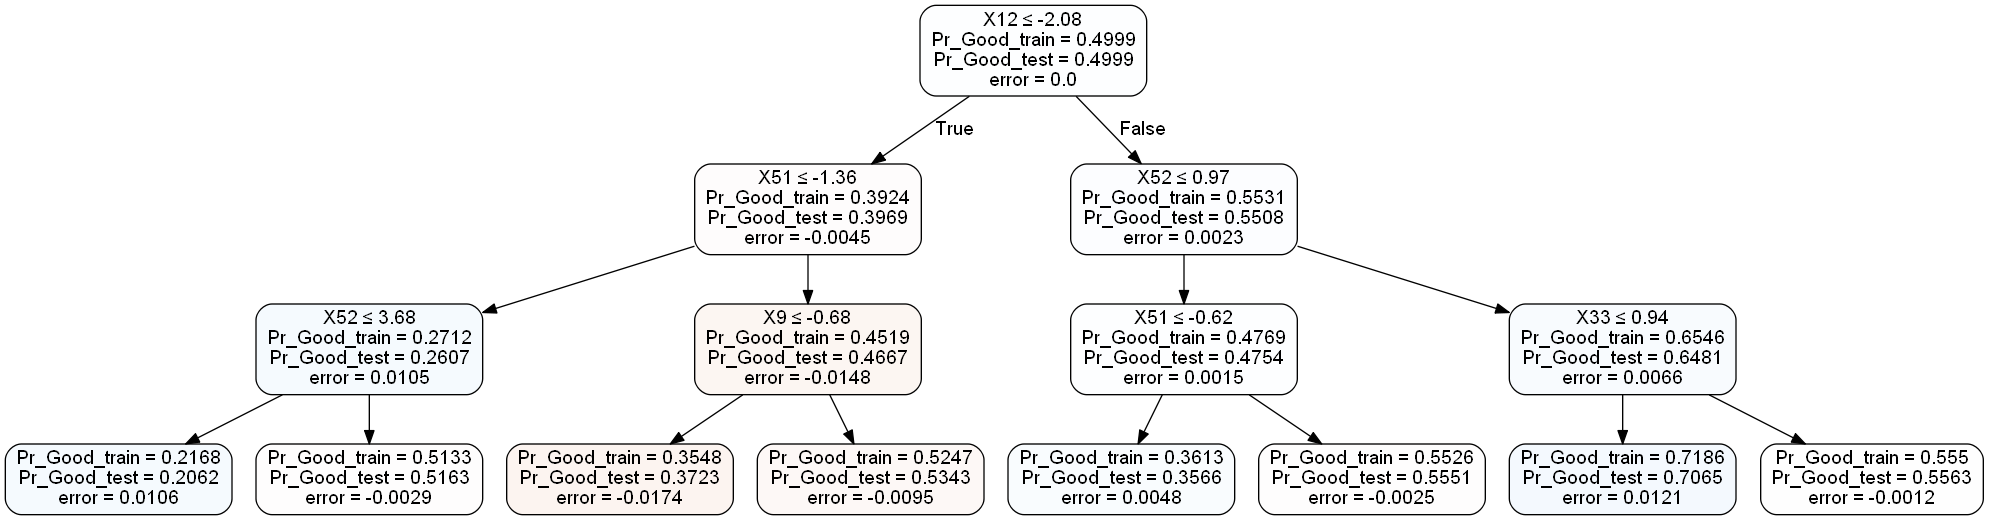 X12 ≤ -2.08
Pr_Good_train = 0.4999
Pr_Good_test = 0.4999
error = 0.0
True
False
X51 ≤ -1.36
Pr_Good_train = 0.3924
Pr_Good_test = 0.3969
error = -0.0045
X52 ≤ 0.97
Pr_Good_train = 0.5531
Pr_Good_test = 0.5508
error = 0.0023
X52 ≤ 3.68
Pr_Good_train = 0.2712
Pr_Good_test = 0.2607
error = 0.0105
X9 ≤ -0.68
Pr_Good_train = 0.4519
Pr_Good_test = 0.4667
error = -0.0148
X51 ≤ -0.62
Pr_Good_train = 0.4769
Pr_Good_test = 0.4754
error = 0.0015
X33 ≤ 0.94
Pr_Good_train = 0.6546
Pr_Good_test = 0.6481
error = 0.0066
Pr_Good_train = 0.2168
Pr_Good_test = 0.2062
error = 0.0106
Pr_Good_train = 0.5133
Pr_Good_test = 0.5163
error = -0.0029
Pr_Good_train = 0.3548
Pr_Good_test = 0.3723
error = -0.0174
Pr_Good_train = 0.5247
Pr_Good_test = 0.5343
error = -0.0095
Pr_Good_train = 0.3613
Pr_Good_test = 0.3566
error = 0.0048
Pr_Good_train = 0.5526
Pr_Good_test = 0.5551
error = -0.0025
Pr_Good_train = 0.7186
Pr_Good_test = 0.7065
error = 0.0121
Pr_Good_train = 0.555
Pr_Good_test = 0.5563
error = -0.0012